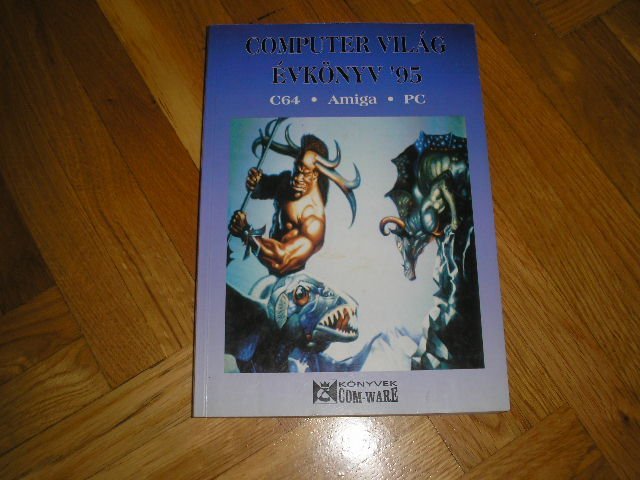 COMPUTER VILÁG
ÉVKÖNYV '95
C64 • Amiga • PC
KÖNYVEK
COM-WARE